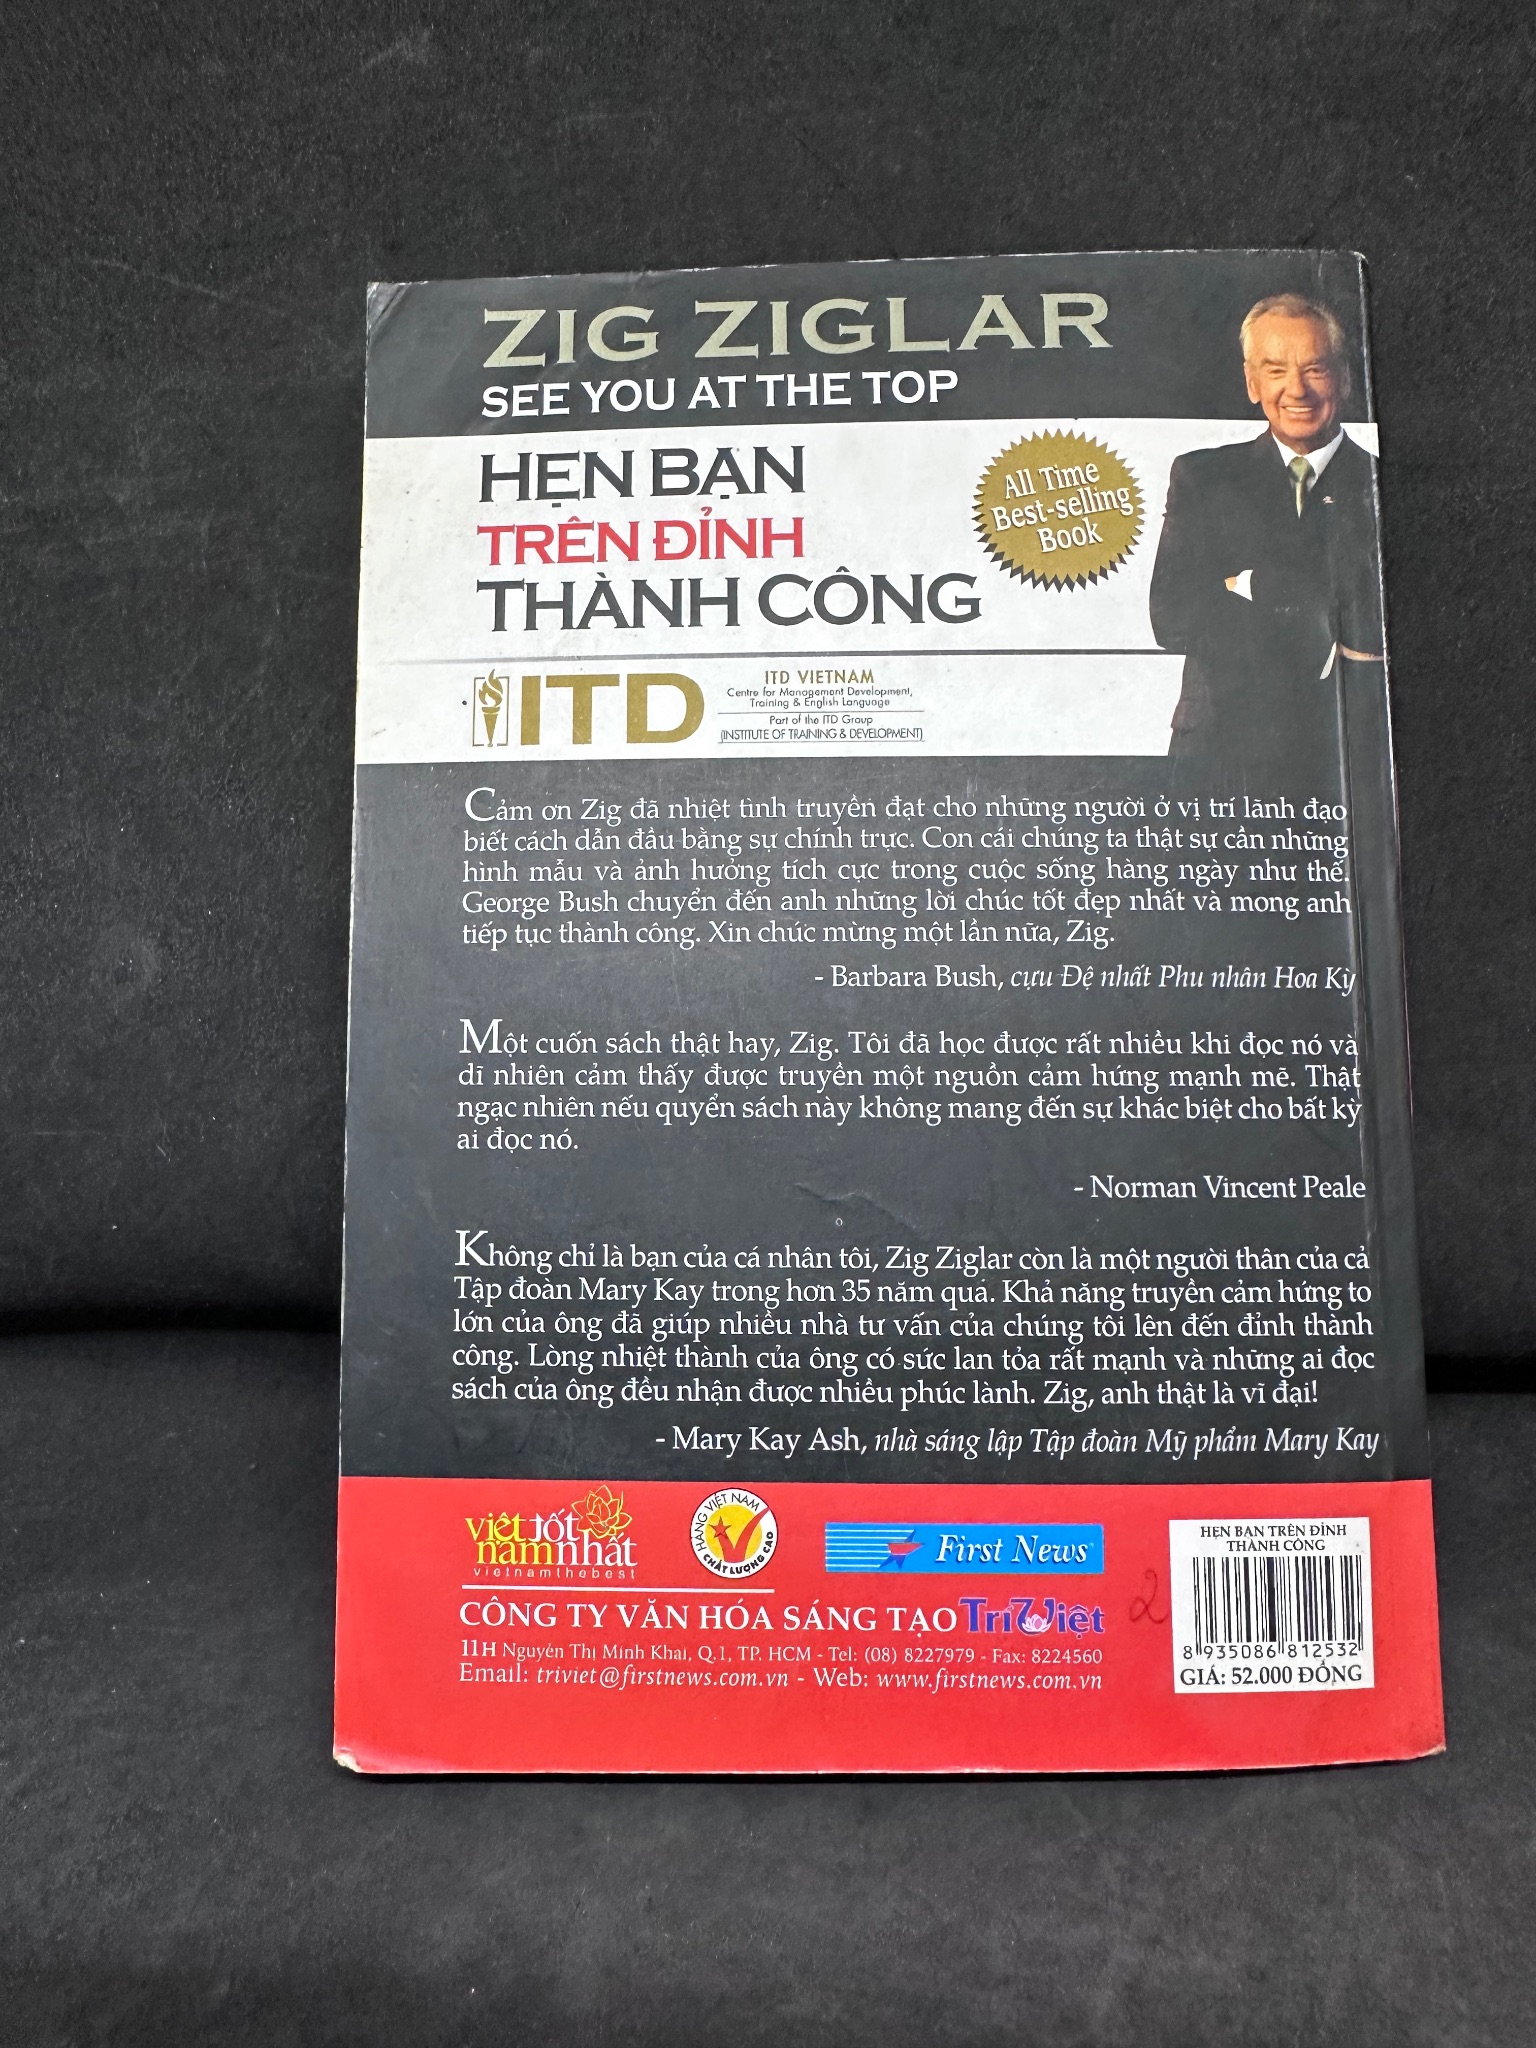 ZIG ZIGLAR
SEE YOU AT THE TOP
HẸN BẠN
TRÊN ĐỈNH
THÀNH CÔNG
All Time
Best-selling
Book
ITD
ITD VIETNAM
Centre for Management Development,
Training & English Language
Part of the ITD Group
(INSTITUTE OF TRAINING & DEVELOPMENT)
Cảm ơn Zig đã nhiệt tình truyền đạt cho những người ở vị trí lãnh đạo
biết cách dẫn đầu bằng sự chính trực. Con cái chúng ta thật sự cần những
hình mẫu và ảnh hưởng tích cực trong cuộc sống hàng ngày như thế.
George Bush chuyển đến anh những lời chúc tốt đẹp nhất và mong anh
tiếp tục thành công. Xin chúc mừng một lần nữa, Zig.
- Barbara Bush, cựu Đệ nhất Phu nhân Hoa Kỳ
Một cuốn sách thật hay, Zig. Tôi đã học được rất nhiều khi đọc nó và
dĩ nhiên cảm thấy được truyền một nguồn cảm hứng mạnh mẽ. Thật
ngạc nhiên nếu quyển sách này không mang đến sự khác biệt cho bất kỳ
ai đọc nó.
- Norman Vincent Peale
Không chỉ là bạn của cá nhân tôi, Zig Ziglar còn là một người thân của cả
Tập đoàn Mary Kay trong hơn 35 năm qua. Khả năng truyền cảm hứng to
lớn của ông đã giúp nhiều nhà tư vấn của chúng tôi lên đến đỉnh thành
công. Lòng nhiệt thành của ông có sức lan tỏa rất mạnh và những ai đọc
sách của ông đều nhận được nhiều phúc lành. Zig, anh thật là vĩ đại!
- Mary Kay Ash, nhà sáng lập Tập đoàn Mỹ phẩm Mary Kay
việt tốt
nam nhất
vietnamthebest
HÀNG VIỆT NAM
CHẤT LƯỢNG CAO
First News
CÔNG TY VĂN HÓA SÁNG TẠO Trí Việt
11H Nguyễn Thị Minh Khai, Q.1, TP. HCM - Tel: (08) 8227979 - Fax: 8224560
Email: triviet@firstnews.com.vn - Web: www.firstnews.com.vn
2
HẸN BẠN TRÊN ĐỈNH
THÀNH CÔNG
8 935086 812532
GIÁ: 52.000 ĐỒNG